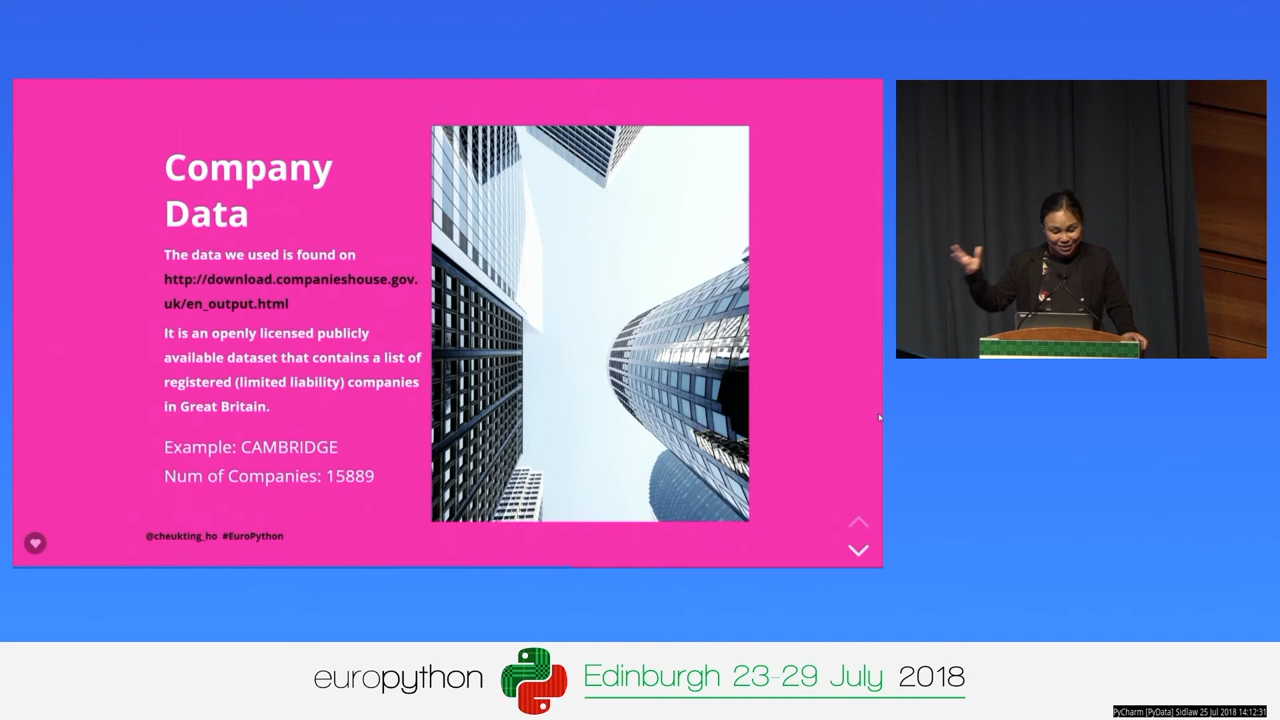 Company
Data
The data we used is found on
http://download.companieshouse.gov.
uk/en_output.html
It is an openly licensed publicly
available dataset that contains a list of
registered (limited liability) companies
in Great Britain.
Example: CAMBRIDGE
Num of Companies: 15889
@cheukting_ho #EuroPython
europython Edinburgh 23-29 July 2018
PyCharm [PyData] Sidlaw 25 Jul 2018 14:12:31